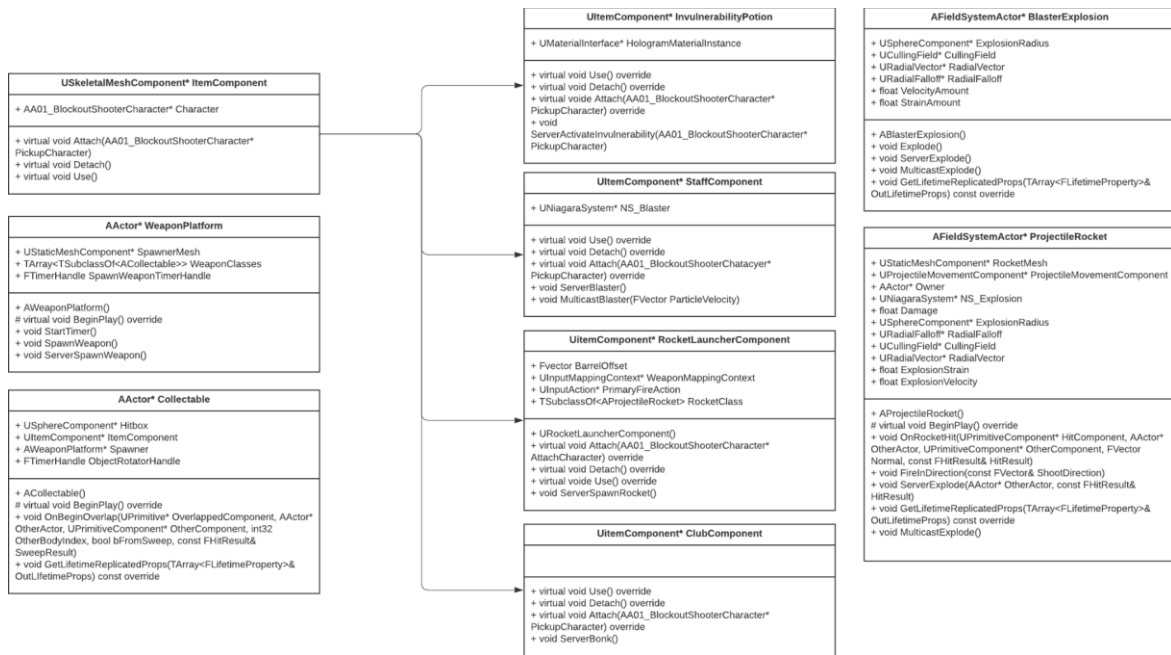 USkeletalMeshComponent* ItemComponent
+ AA01_BlockoutShooterCharacter* Character
+ virtual void Attach(AA01_BlockoutShooterCharacter*
PickupCharacter)
+ virtual void Detach()
+ virtual void Use()
AActor* WeaponPlatform
+ UStaticMeshComponent* SpawnerMesh
+ TArray<TSubclassOf<ACollectable>> WeaponClasses
+ FTimerHandle SpawnWeaponTimerHandle
+ AWeaponPlatform()
# virtual void BeginPlay() override
+ void StartTimer()
+ void SpawnWeapon()
+ void ServerSpawnWeapon()
AActor* Collectable
+ USphereComponent* Hitbox
+ UItemComponent* ItemComponent
+ AWeaponPlatform* Spawner
+ FTimerHandle ObjectRotatorHandle
+ ACollectable()
# virtual void BeginPlay() override
+ void OnBeginOverlap(UPrimitive* OverlappedComponent, AActor*
OtherActor, UPrimitiveComponent* OtherComponent, int32
OtherBodyIndex, bool bFromSweep, const FHitResult&
SweepResult)
+ void GetLifetimeReplicatedProps(TArray<FLifetimeProperty>&
OutLIfetimeProps) const override
UItemComponent* InvulnerabilityPotion
+ UMaterialInterface* HologramMaterialInstance
+ virtual void Use() override
+ virtual void Detach() override
+ virtual voide Attach(AA01_BlockoutShooterCharacter*
PickupCharacter) override
+ void
ServerActivateInvulnerability(AA01_BlockoutShooterCharacter*
PickupCharacter)
UItemComponent* StaffComponent
+ UNiagaraSystem* NS_Blaster
+ virtual void Use() override
+ virtual void Detach() override
+ virtual void Attach(AA01_BlockoutShooterChatacyer*
PickupCharacter) override
+ void ServerBlaster()
+ void MulticastBlaster(FVector ParticleVelocity)
UitemComponent* RocketLauncherComponent
+ Fvector BarrelOffset
+ UInputMappingContext* WeaponMappingContext
+ UInputAction* PrimaryFireAction
+ TSubclassOf<AProjectileRocket> RocketClass
+ URocketLauncherComponent()
+ virtual void Attach(AA01_BlockoutShooterCharacter*
AttachCharacter) override
+ virtual void Detach() override
+ virtual voide Use() override
+ void ServerSpawnRocket()
UitemComponent* ClubComponent
+ virtual void Use() override
+ virtual void Detach() override
+ virtual void Attach(AA01_BlockoutShooterCharacter*
PickupCharacter) override
+ void ServerBonk()
AFieldSystemActor* BlasterExplosion
+ USphereComponent* ExplosionRadius
+ UCullingField* CullingField
+ URadialVector* RadialVector
+ URadialFalloff* RadialFalloff
+ float VelocityAmount
+ float StrainAmount
+ ABlasterExplosion()
+ void Explode()
+ void ServerExplode()
+ void MulticastExplode()
+ void GetLifetimeReplicatedProps(TArray<FLifetimeProperty>&
OutLifetimeProps) const override
AFieldSystemActor* ProjectileRocket
+ UStaticMeshComponent* RocketMesh
+ UProjectileMovementComponent* ProjectileMovementComponent
+ AActor* Owner
+ UNiagaraSystem* NS_Explosion
+ float Damage
+ USphereComponent* ExplosionRadius
+ URadialFalloff* RadialFalloff
+ UCullingField* CullingField
+ URadialVector* RadialVector
+ float ExplosionStrain
+ float ExplosionVelocity
+ AProjectileRocket()
# virtual void BeginPlay() override
+ void OnRocketHit(UPrimitiveComponent* HitComponent, AActor*
OtherActor, UPrimitiveComponent* OtherComponent, FVector
Normal, const FHitResult& HitResult)
+ void FireInDirection(const FVector& ShootDirection)
+ void ServerExplode(AActor* OtherActor, const FHitResult&
HitResult)
+ void GetLifetimeReplicatedProps(TArray<FLifetimeProperty>&
OutLifetimeProps) const override
+ void MulticastExplode()